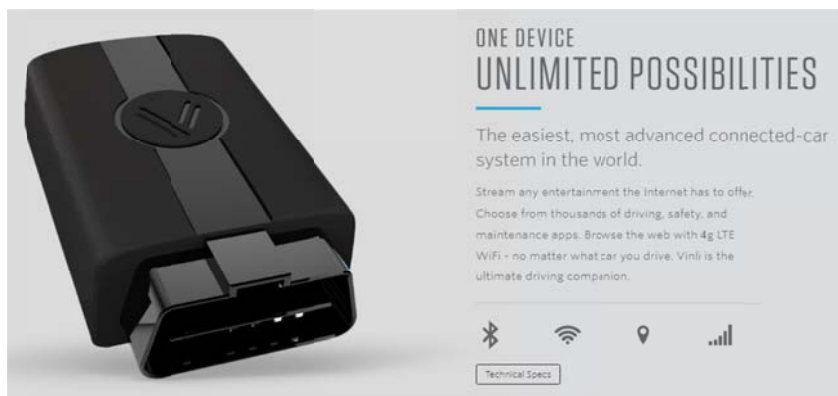 ONE DEVICE
UNLIMITED POSSIBILITIES
The easiest, most advanced connected-car
system in the world.
Stream any entertainment the Internet has to offer.
Choose from thousands of driving, safety, and
maintenance apps. Browse the web with 4g LTE
WiFi - no matter what car you drive. Vinli is the
ultimate driving companion.
Technical Specs